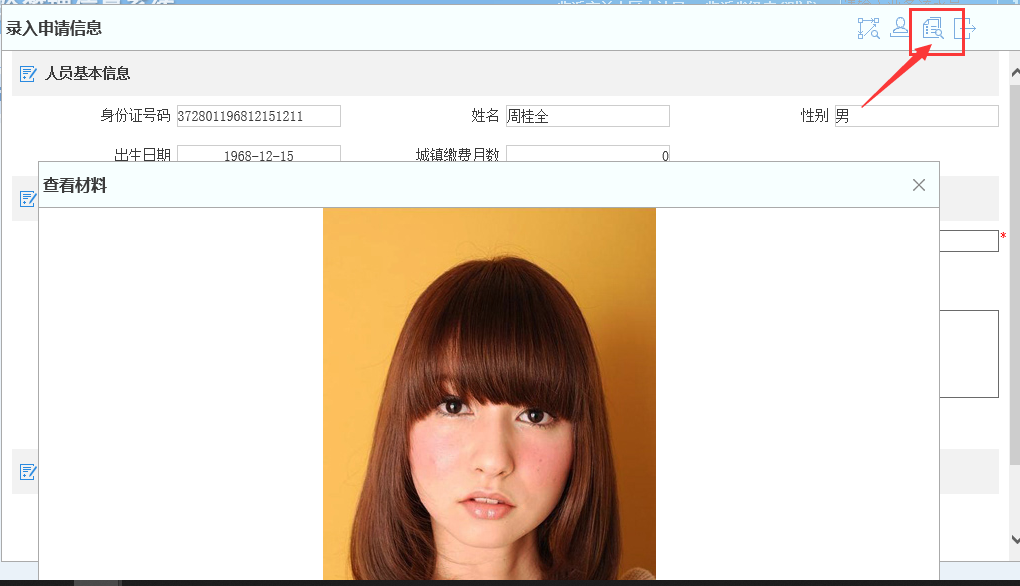 录入申请信息
人员基本信息
身份证号码 372801196812151211 姓名 周桂全 性别 男
出生日期 1968-12-15 城镇缴费月数 0
查看材料
*